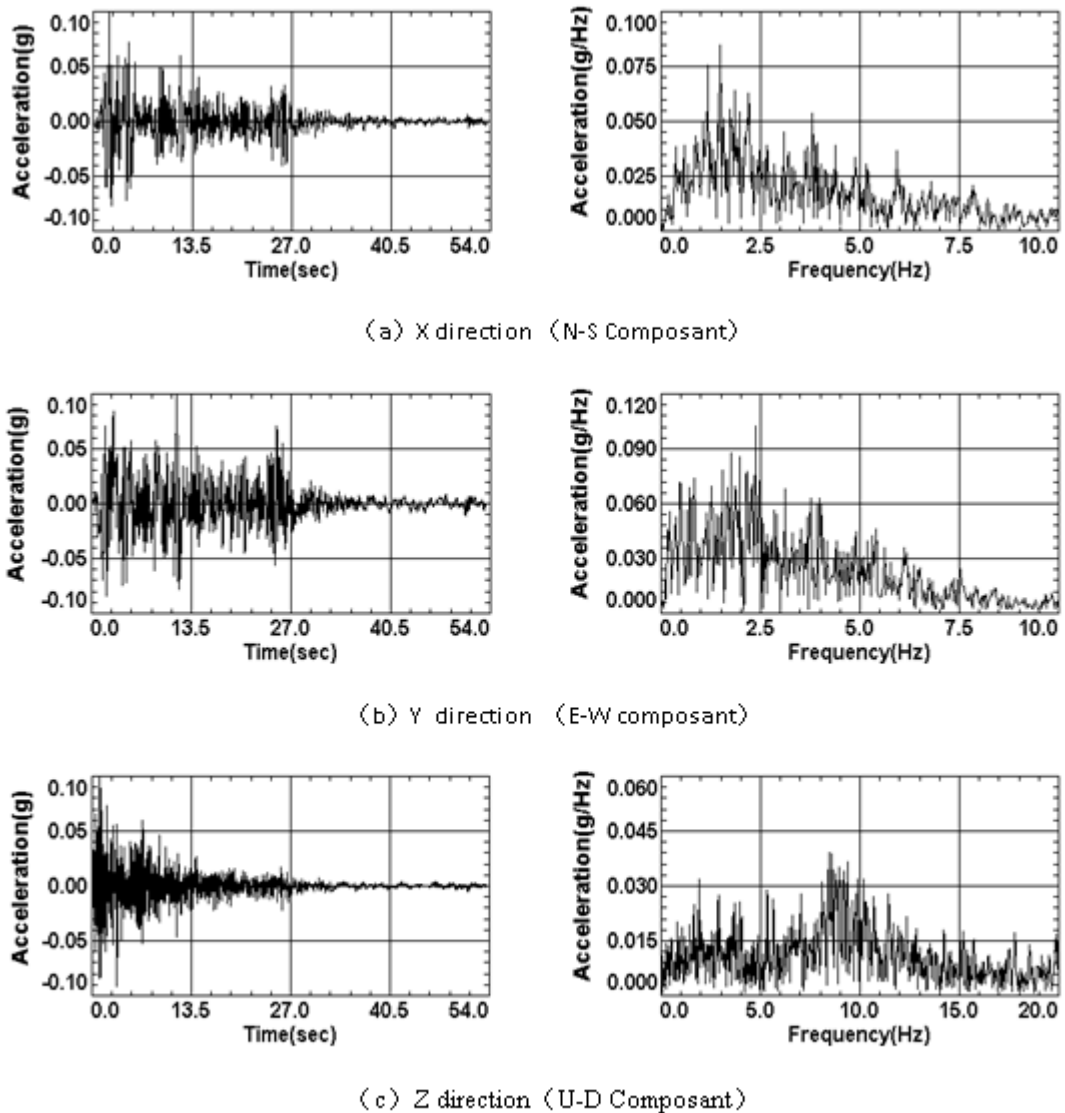 Acceleration(g)
0.10
0.05
0.00
-0.05
-0.10
0.0 13.5 27.0 40.5 54.0
Time(sec)
Acceleration(g/Hz)
0.100
0.075
0.050
0.025
0.000
0.0 2.5 5.0 7.5 10.0
Frequency(Hz)
(a) X direction (N-S Composant)
Acceleration(g)
0.10
0.05
0.00
-0.05
-0.10
0.0 13.5 27.0 40.5 54.0
Time(sec)
Acceleration(g/Hz)
0.120
0.090
0.060
0.030
0.000
0.0 2.5 5.0 7.5 10.0
Frequency(Hz)
(b) Y direction (E-W composant)
Acceleration(g)
0.10
0.05
0.00
-0.05
-0.10
0.0 13.5 27.0 40.5 54.0
Time(sec)
Acceleration(g/Hz)
0.060
0.045
0.030
0.015
0.000
0.0 5.0 10.0 15.0 20.0
Frequency(Hz)
(c) Z direction (U-D Composant)